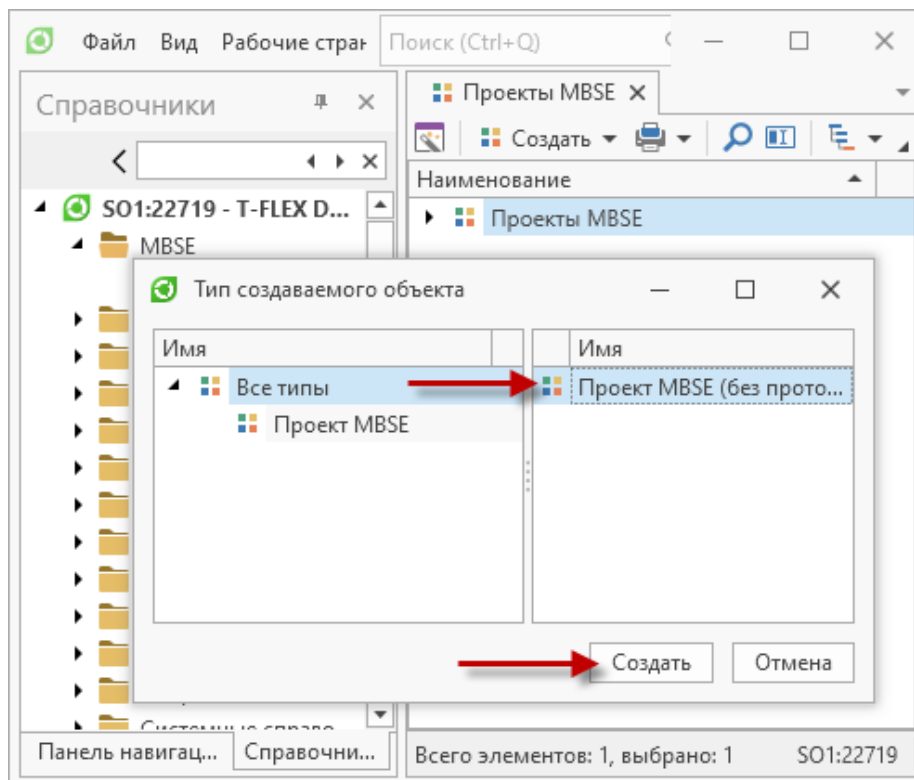 Файл Вид Рабочие стран
Поиск (Ctrl+Q)
Справочники
Проекты MBSE
Создать
Наименование
Проекты MBSE
SO1:22719 - T-FLEX D...
MBSE
Тип создаваемого объекта
Имя
Имя
Все типы
Проект MBSE (без прото...
Проект MBSE
Создать
Отмена
Панель навигац...
Справочни...
Всего элементов: 1, выбрано: 1
SO1:22719